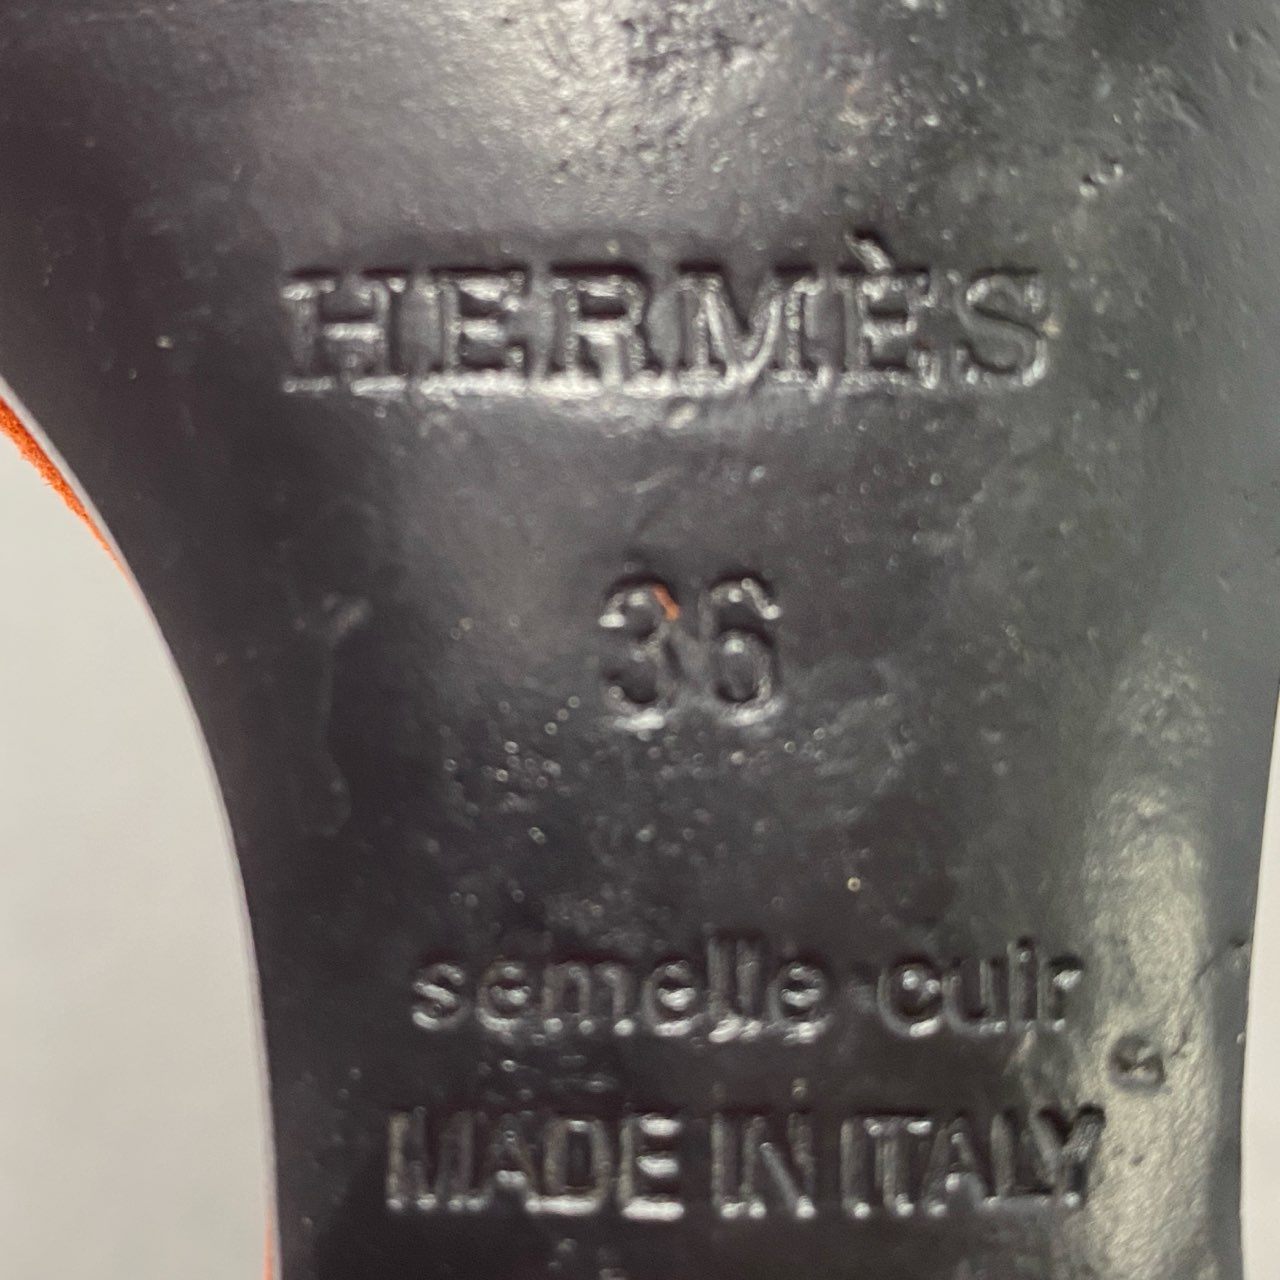 HERMÈS
36
semelle cuir
MADE IN ITALY